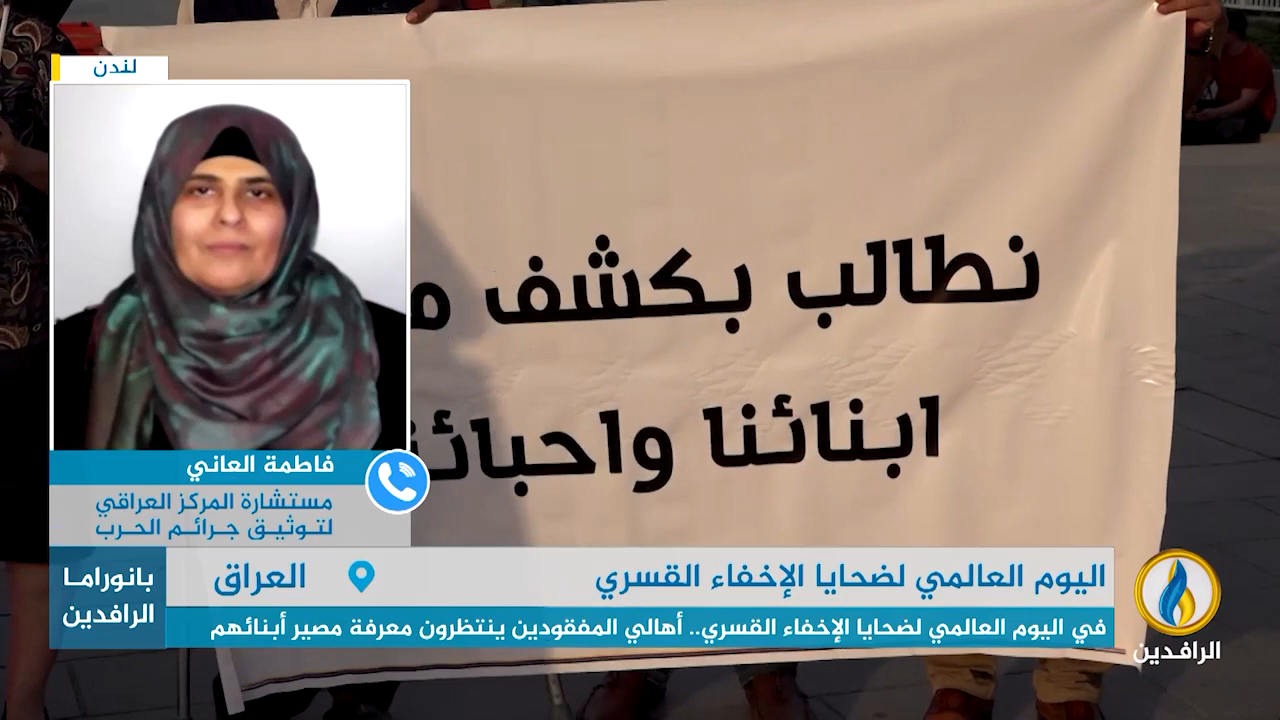 لندن
نطالب بكشف
ابنائنا
فاطمة العاني
مستشارة المركز العراقي
لتوثيق جرائم الحرب
اليوم العالمي لضحايا الإخفاء القسري
العراق
بانوراما
الرافدين
في اليوم العالمي لضحايا الإخفاء القسري.. أهالي المفقودين ينتظرون معرفة مصير أبنائهم
الرافدين